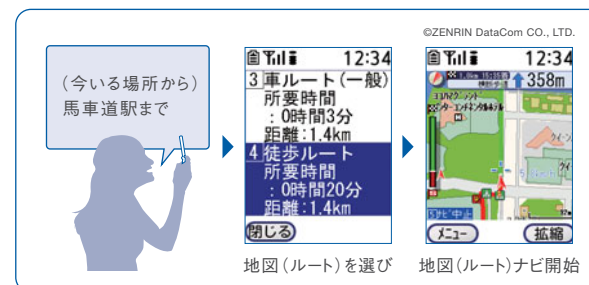 ©ZENRIN DataCom CO., LTD.
（今いる場所から）
馬車道駅まで
12:34
3 車ルート(一般)
所要時間
：0時間3分
距離：1.4km
4 徒歩ルート
所要時間
：0時間20分
距離：1.4km
閉じる
地図（ルート）を選び
12:34
358m
メニュー
拡縮
地図（ルート）ナビ開始